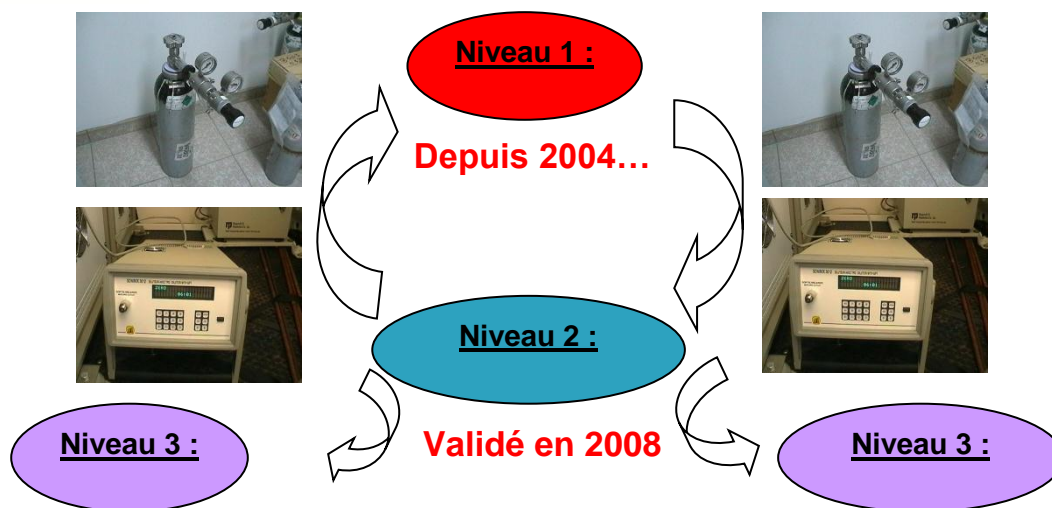 Niveau 1 :
Depuis 2004…
Niveau 2 :
Niveau 3 :
Validé en 2008
Niveau 3 :